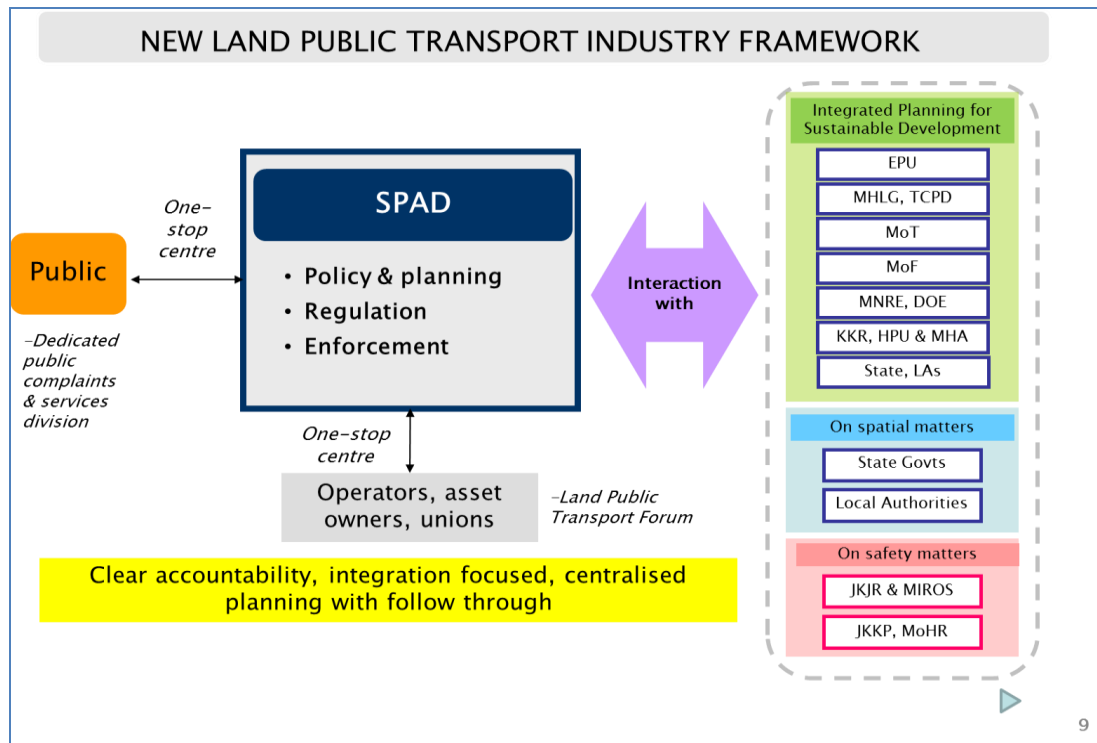 NEW LAND PUBLIC TRANSPORT INDUSTRY FRAMEWORK
Public
–Dedicated
public
complaints
& services
division
One–
stop
centre
SPAD
• Policy & planning
• Regulation
• Enforcement
One–stop
centre
Operators, asset
owners, unions
–Land Public
Transport Forum
Clear accountability, integration focused, centralised
planning with follow through
Interaction
with
Integrated Planning for
Sustainable Development
EPU
MHLG, TCPD
MoT
MoF
MNRE, DOE
KKR, HPU & MHA
State, LAs
On spatial matters
State Govts
Local Authorities
On safety matters
JKJR & MIROS
JKKP, MoHR
9